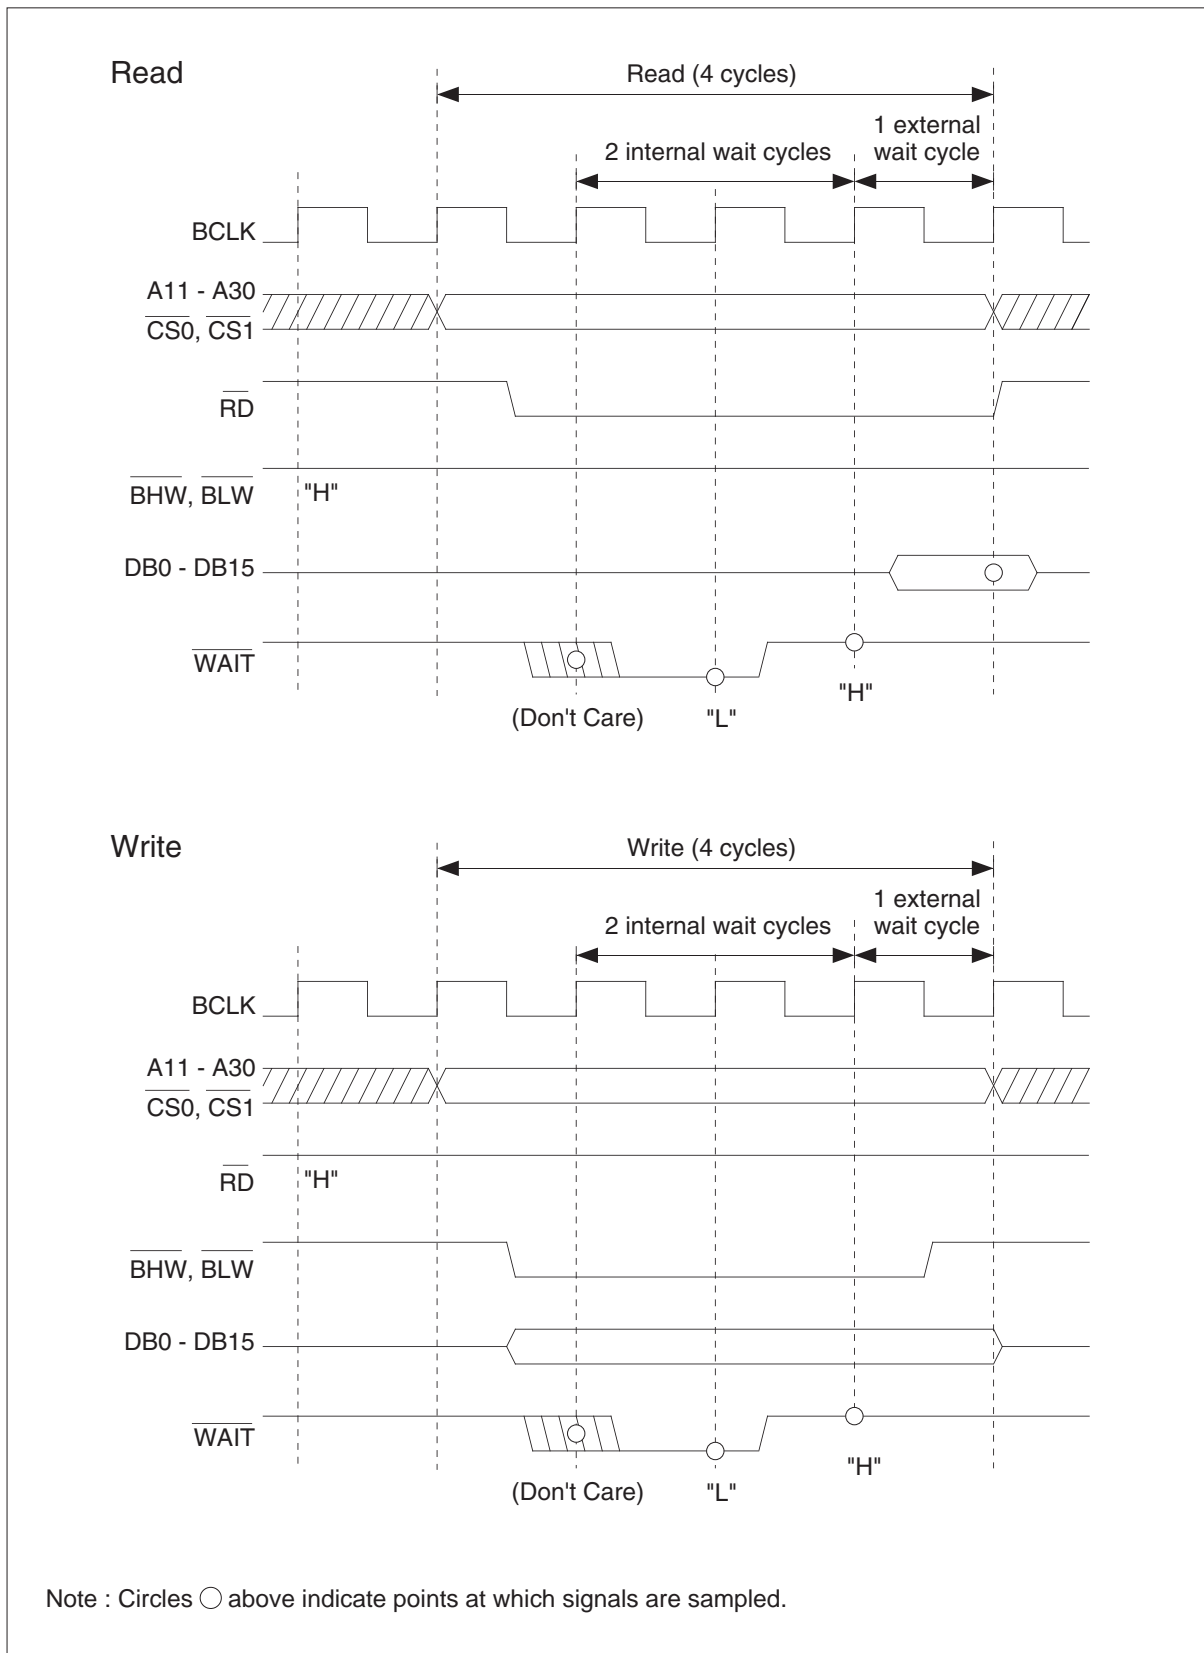 Read
Read (4 cycles)
1 external
wait cycle
2 internal wait cycles
BCLK
A11 - A30
CS0, CS1
RD
BHW, BLW "H"
DB0 - DB15
WAIT
"H"
(Don't Care) "L"
Write
Write (4 cycles)
1 external
wait cycle
2 internal wait cycles
BCLK
A11 - A30
CS0, CS1
RD "H"
BHW, BLW
DB0 - DB15
WAIT
"H"
(Don't Care) "L"
Note : Circles ○ above indicate points at which signals are sampled.